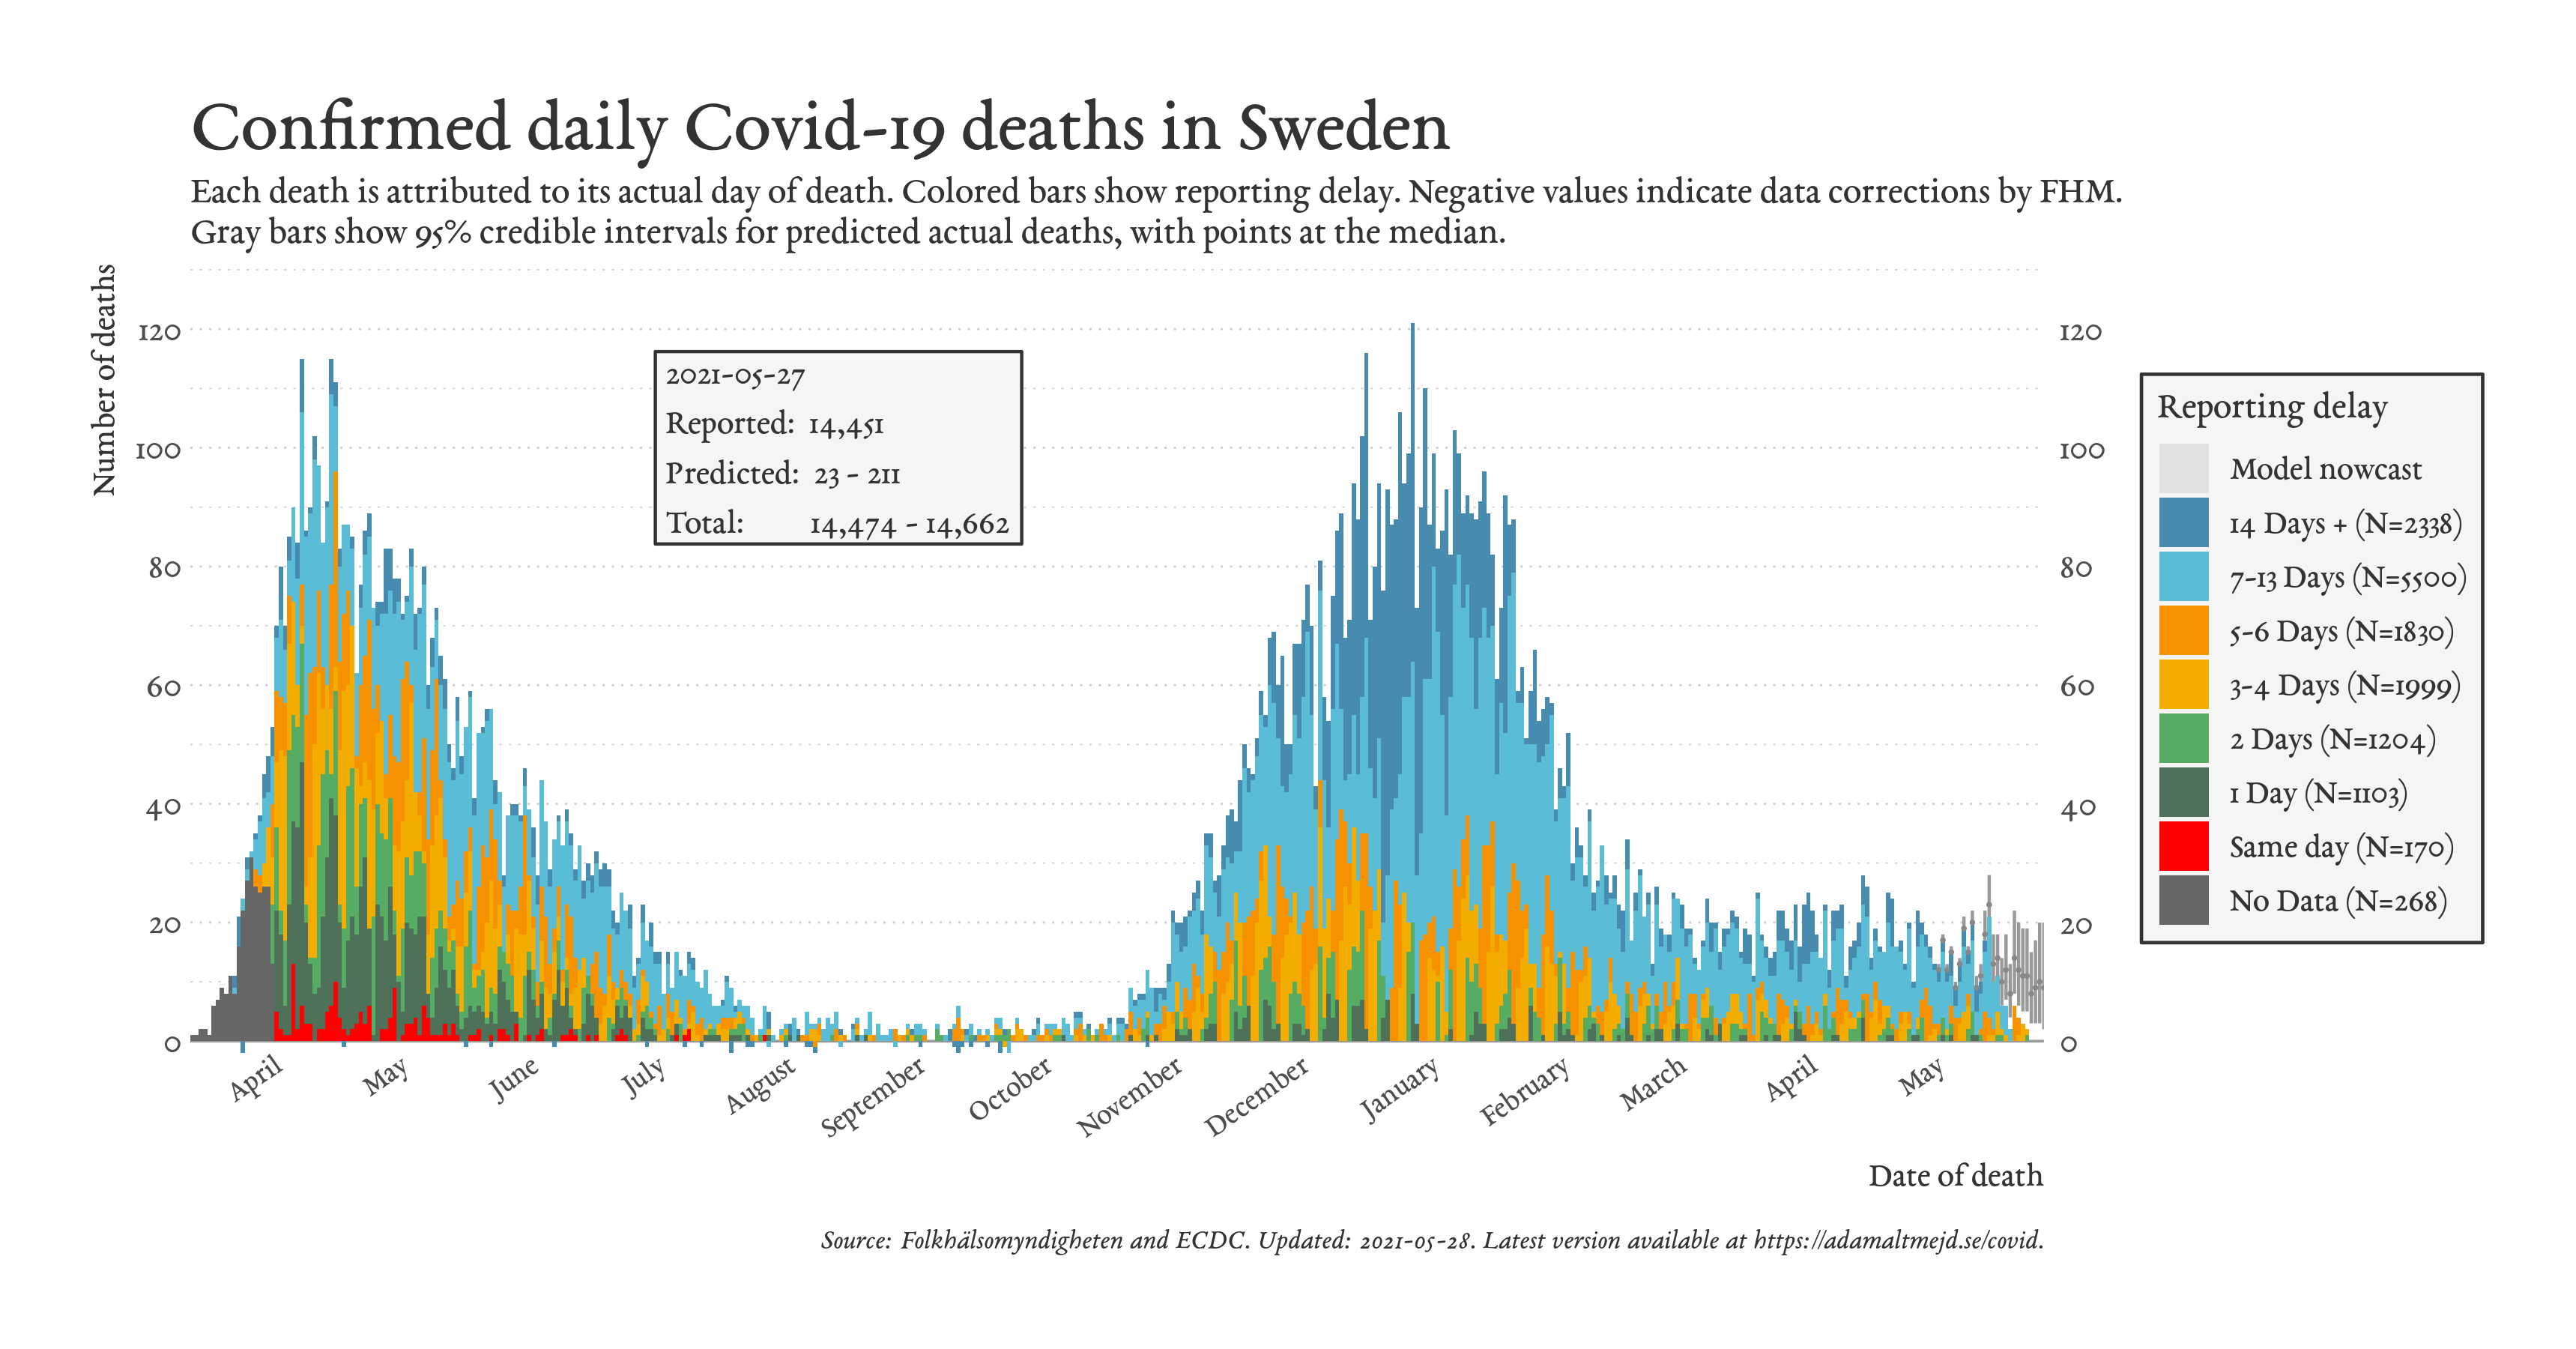 Confirmed daily Covid-19 deaths in Sweden
Each death is attributed to its actual day of death. Colored bars show reporting delay. Negative values indicate data corrections by FHM.
Gray bars show 95% credible intervals for predicted actual deaths, with points at the median.
Number of deaths
120
100
80
60
40
20
0
2021-05-27
Reported: 14,451
Predicted: 23 - 211
Total: 14,474 - 14,662
120
100
80
60
40
20
0
Reporting delay
Model nowcast
14 Days + (N=2338)
7-13 Days (N=5500)
5-6 Days (N=1830)
3-4 Days (N=1999)
2 Days (N=1204)
1 Day (N=1103)
Same day (N=170)
No Data (N=268)
April May June July August September October November December January February March April May
Date of death
Source: Folkhälsomyndigheten and ECDC. Updated: 2021-05-28. Latest version available at https://adamaltmejd.se/covid.